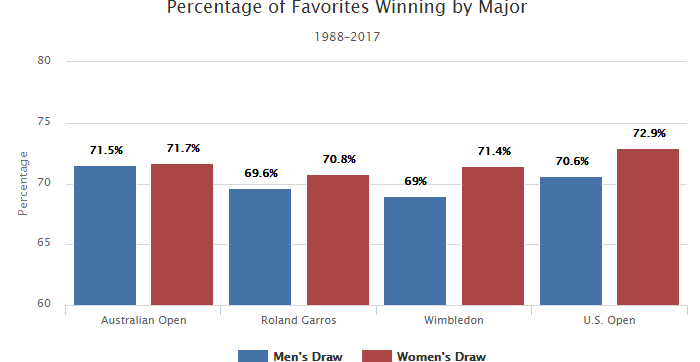 Percentage of Favorites Winning by Major
1988-2017
80
75
70
65
60
Percentage
71.5%
71.7%
69.6%
70.8%
69%
71.4%
70.6%
72.9%
Australian Open
Roland Garros
Wimbledon
U.S. Open
Men's Draw
Women's Draw